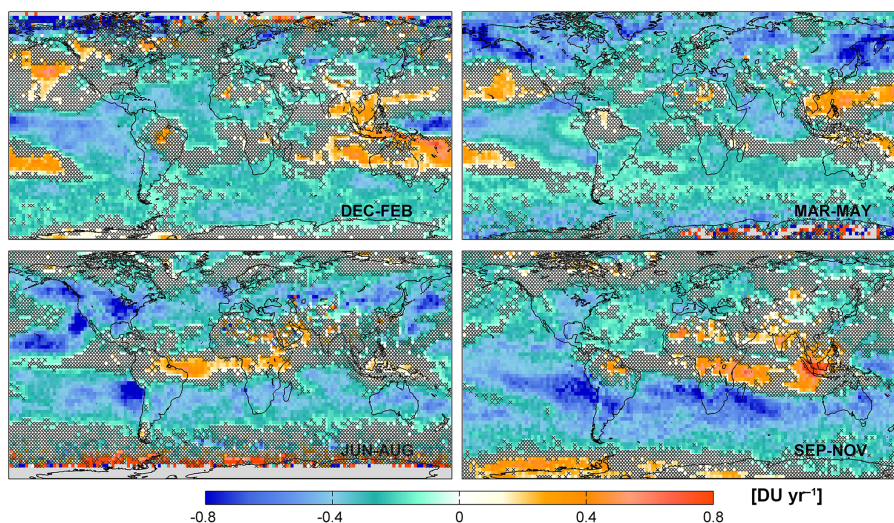 DEC-FEB
MAR-MAY
JUN-AUG
SEP-NOV
[DU yr⁻¹]
-0.8 -0.4 0 0.4 0.8